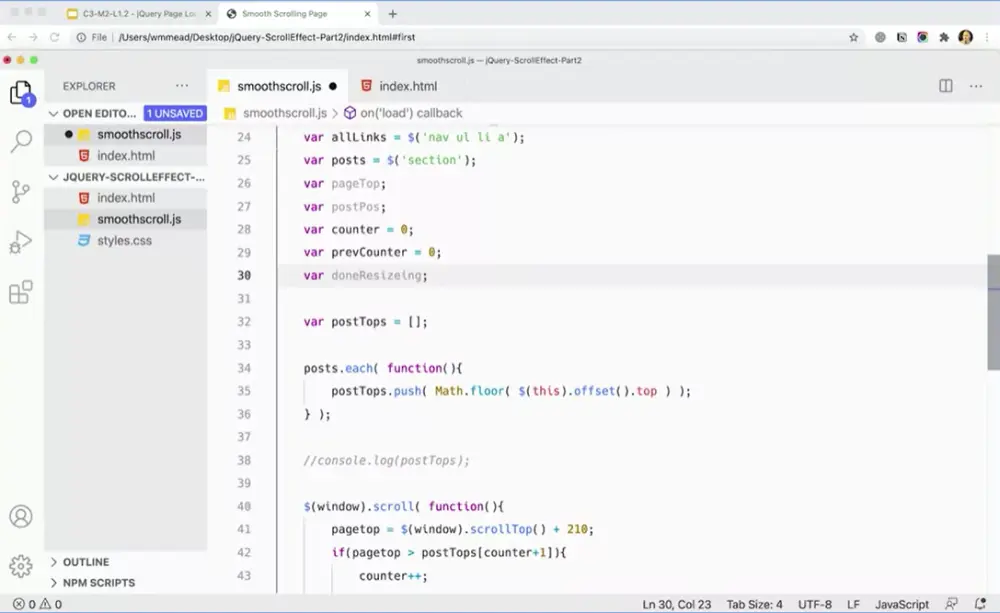 C3-M2-L1.2 - jQuery Page Lo
Smooth Scrolling Page
File /Users/wmmead/Desktop/jQuery-ScrollEffect-Part2/index.html#first
smoothscroll.js — jQuery-ScrollEffect-Part2
EXPLORER
smoothscroll.js
index.html
OPEN EDITO...
1 UNSAVED
smoothscroll.js
on('load') callback
1
smoothscroll.js
index.html
JQUERY-SCROLLEFFECT-...
index.html
smoothscroll.js
styles.css
24 var allLinks = $('nav ul li a');
25 var posts = $('section');
26 var pageTop;
27 var postPos;
28 var counter = 0;
29 var prevCounter = 0;
30 var doneResizeing;
31
32 var postTops = [];
33
34 posts.each( function(){
35 postTops.push( Math.floor( $(this).offset().top ) );
36 } );
37
38 //console.log(postTops);
39
40 $(window).scroll( function(){
41 pagetop = $(window).scrollTop() + 210;
42 if(pagetop > postTops[counter+1]){
43 counter++;
OUTLINE
NPM SCRIPTS
0 0
Ln 30, Col 23
Tab Size: 4
UTF-8
LF
JavaScript